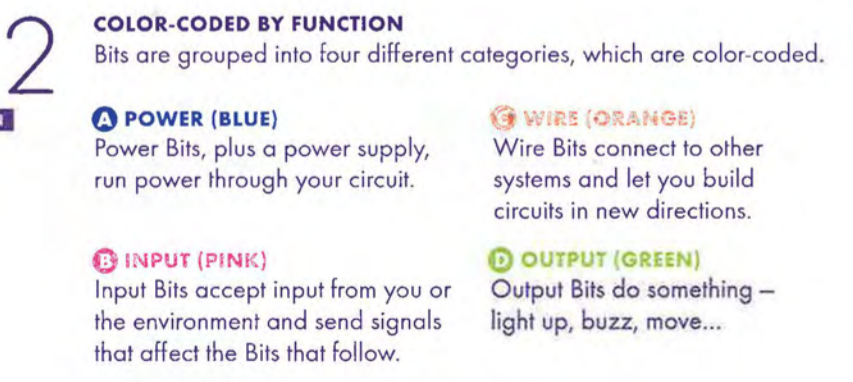 2
COLOR-CODED BY FUNCTION
Bits are grouped into four different categories, which are color-coded.
A POWER (BLUE)
Power Bits, plus a power supply,
run power through your circuit.
B INPUT (PINK)
Input Bits accept input from you or
the environment and send signals
that affect the Bits that follow.
C WIRE (ORANGE)
Wire Bits connect to other
systems and let you build
circuits in new directions.
D OUTPUT (GREEN)
Output Bits do something –
light up, buzz, move...